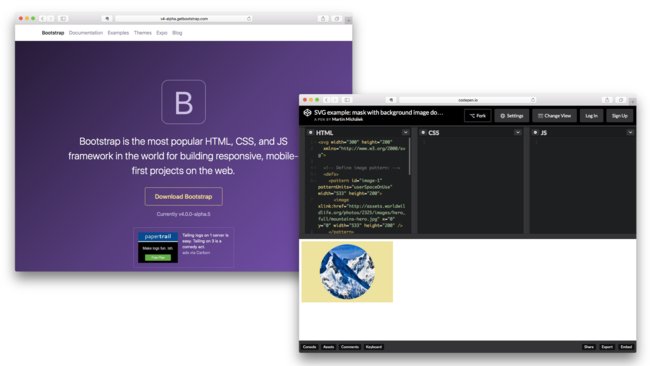 v4-alpha.getbootstrap.com
Bootstrap Documentation Examples Themes Expo Blog
B
Bootstrap is the most popular HTML, CSS, and JS
framework in the world for building responsive, mobile-
first projects on the web.
Download Bootstrap
Currently v4.0.0-alpha.5
papertrail
Make logs fun. Ish.
Tailing logs on 1 server is
easy. Tailing on 3 is a
comedy act.
ads via Carbon
codepen.io
SVG example: mask with background image do...
A PEN BY Martin Michálek
Fork
Settings
Change View
Log In
Sign Up
HTML
CSS
JS
<svg width="300" height="200"
xmlns="http://www.w3.org/2000/sv
g">
<!-- Define image pattern: -->
<defs>
<pattern id="image-1"
patternUnits="userSpaceOnUse"
width="533" height="200">
<image
xlink:href="http://assets.worldwil
dlife.org/photos/2325/images/hero_
y="0" width="533" height="200" />
</pattern>
Console Assets Comments Keyboard
Share Export Embed